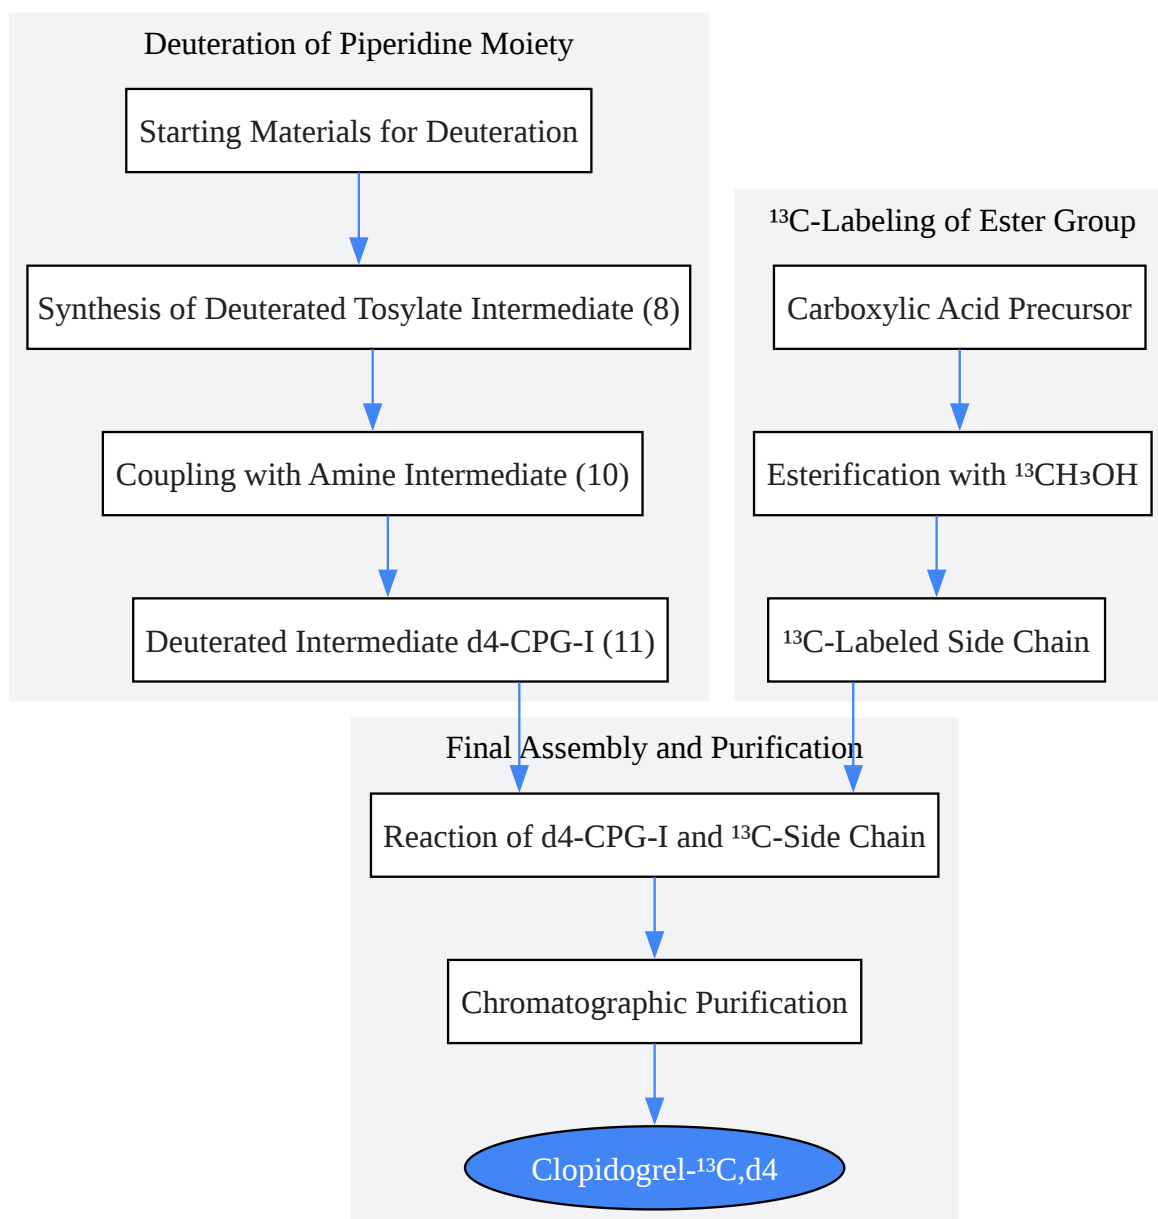 Deuteration of Piperidine Moiety
Starting Materials for Deuteration
Synthesis of Deuterated Tosylate Intermediate (8)
Coupling with Amine Intermediate (10)
Deuterated Intermediate d4-CPG-I (11)
¹³C-Labeling of Ester Group
Carboxylic Acid Precursor
Esterification with ¹³CH₃OH
¹³C-Labeled Side Chain
Final Assembly and Purification
Reaction of d4-CPG-I and ¹³C-Side Chain
Chromatographic Purification
Clopidogrel-¹³C,d4